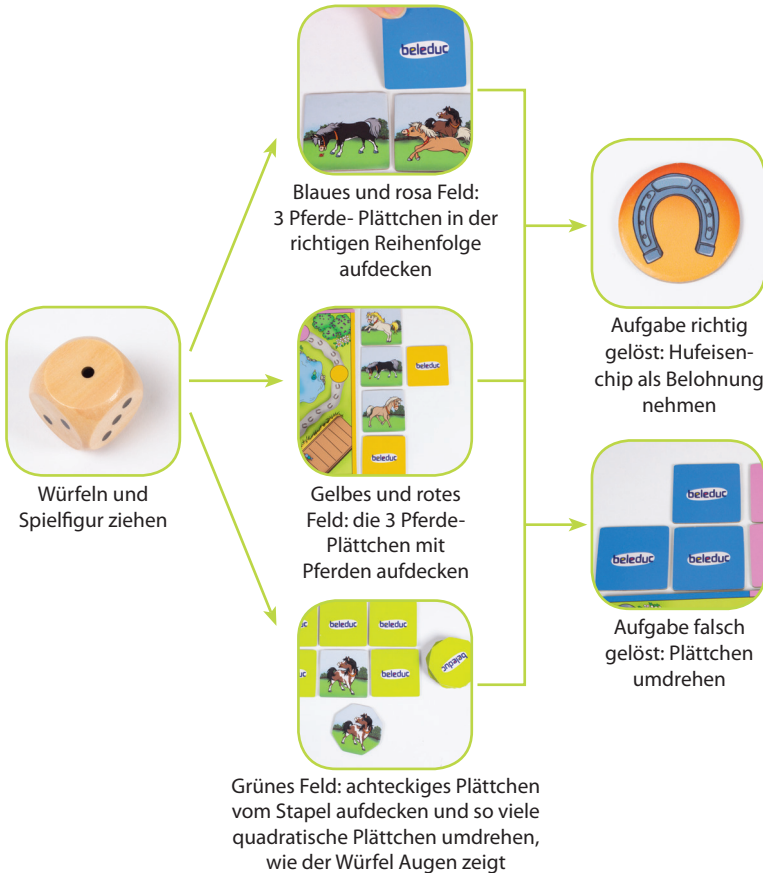 beleduc
Blaues und rosa Feld:
3 Pferde- Plättchen in der
richtigen Reihenfolge
aufdecken
Würfeln und
Spielfigur ziehen
beleduc
beleduc
Gelbes und rotes
Feld: die 3 Pferde-
Plättchen mit
Pferden aufdecken
uc
beleduc
beleduc
beleduc
uc
beleduc
Grünes Feld: achteckiges Plättchen
vom Stapel aufdecken und so viele
quadratische Plättchen umdrehen,
wie der Würfel Augen zeigt
Aufgabe richtig
gelöst: Hufeisen-
chip als Belohnung
nehmen
beleduc
beleduc
beleduc
Aufgabe falsch
gelöst: Plättchen
umdrehen